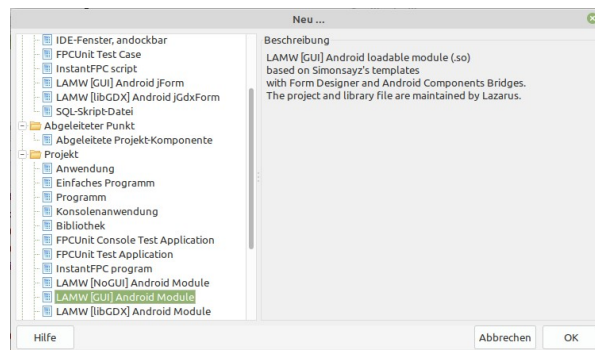 Neu ...
IDE-Fenster, andockbar
FPCUnit Test Case
InstantFPC script
LAMW [GUI] Android jForm
LAMW [libGDX] Android jGdxForm
SQL-Skript-Datei
Abgeleiteter Punkt
Abgeleitete Projekt-Komponente
Projekt
Anwendung
Einfaches Programm
Programm
Konsolenanwendung
Bibliothek
FPCUnit Console Test Application
FPCUnit Test Application
InstantFPC program
LAMW [NoGUI] Android Module
LAMW [GUI] Android Module
LAMW [libGDX] Android Module
Beschreibung
LAMW [GUI] Android loadable module (.so)
based on Simonsayz's templates
with Form Designer and Android Components Bridges.
The project and library file are maintained by Lazarus.
Hilfe
Abbrechen
OK